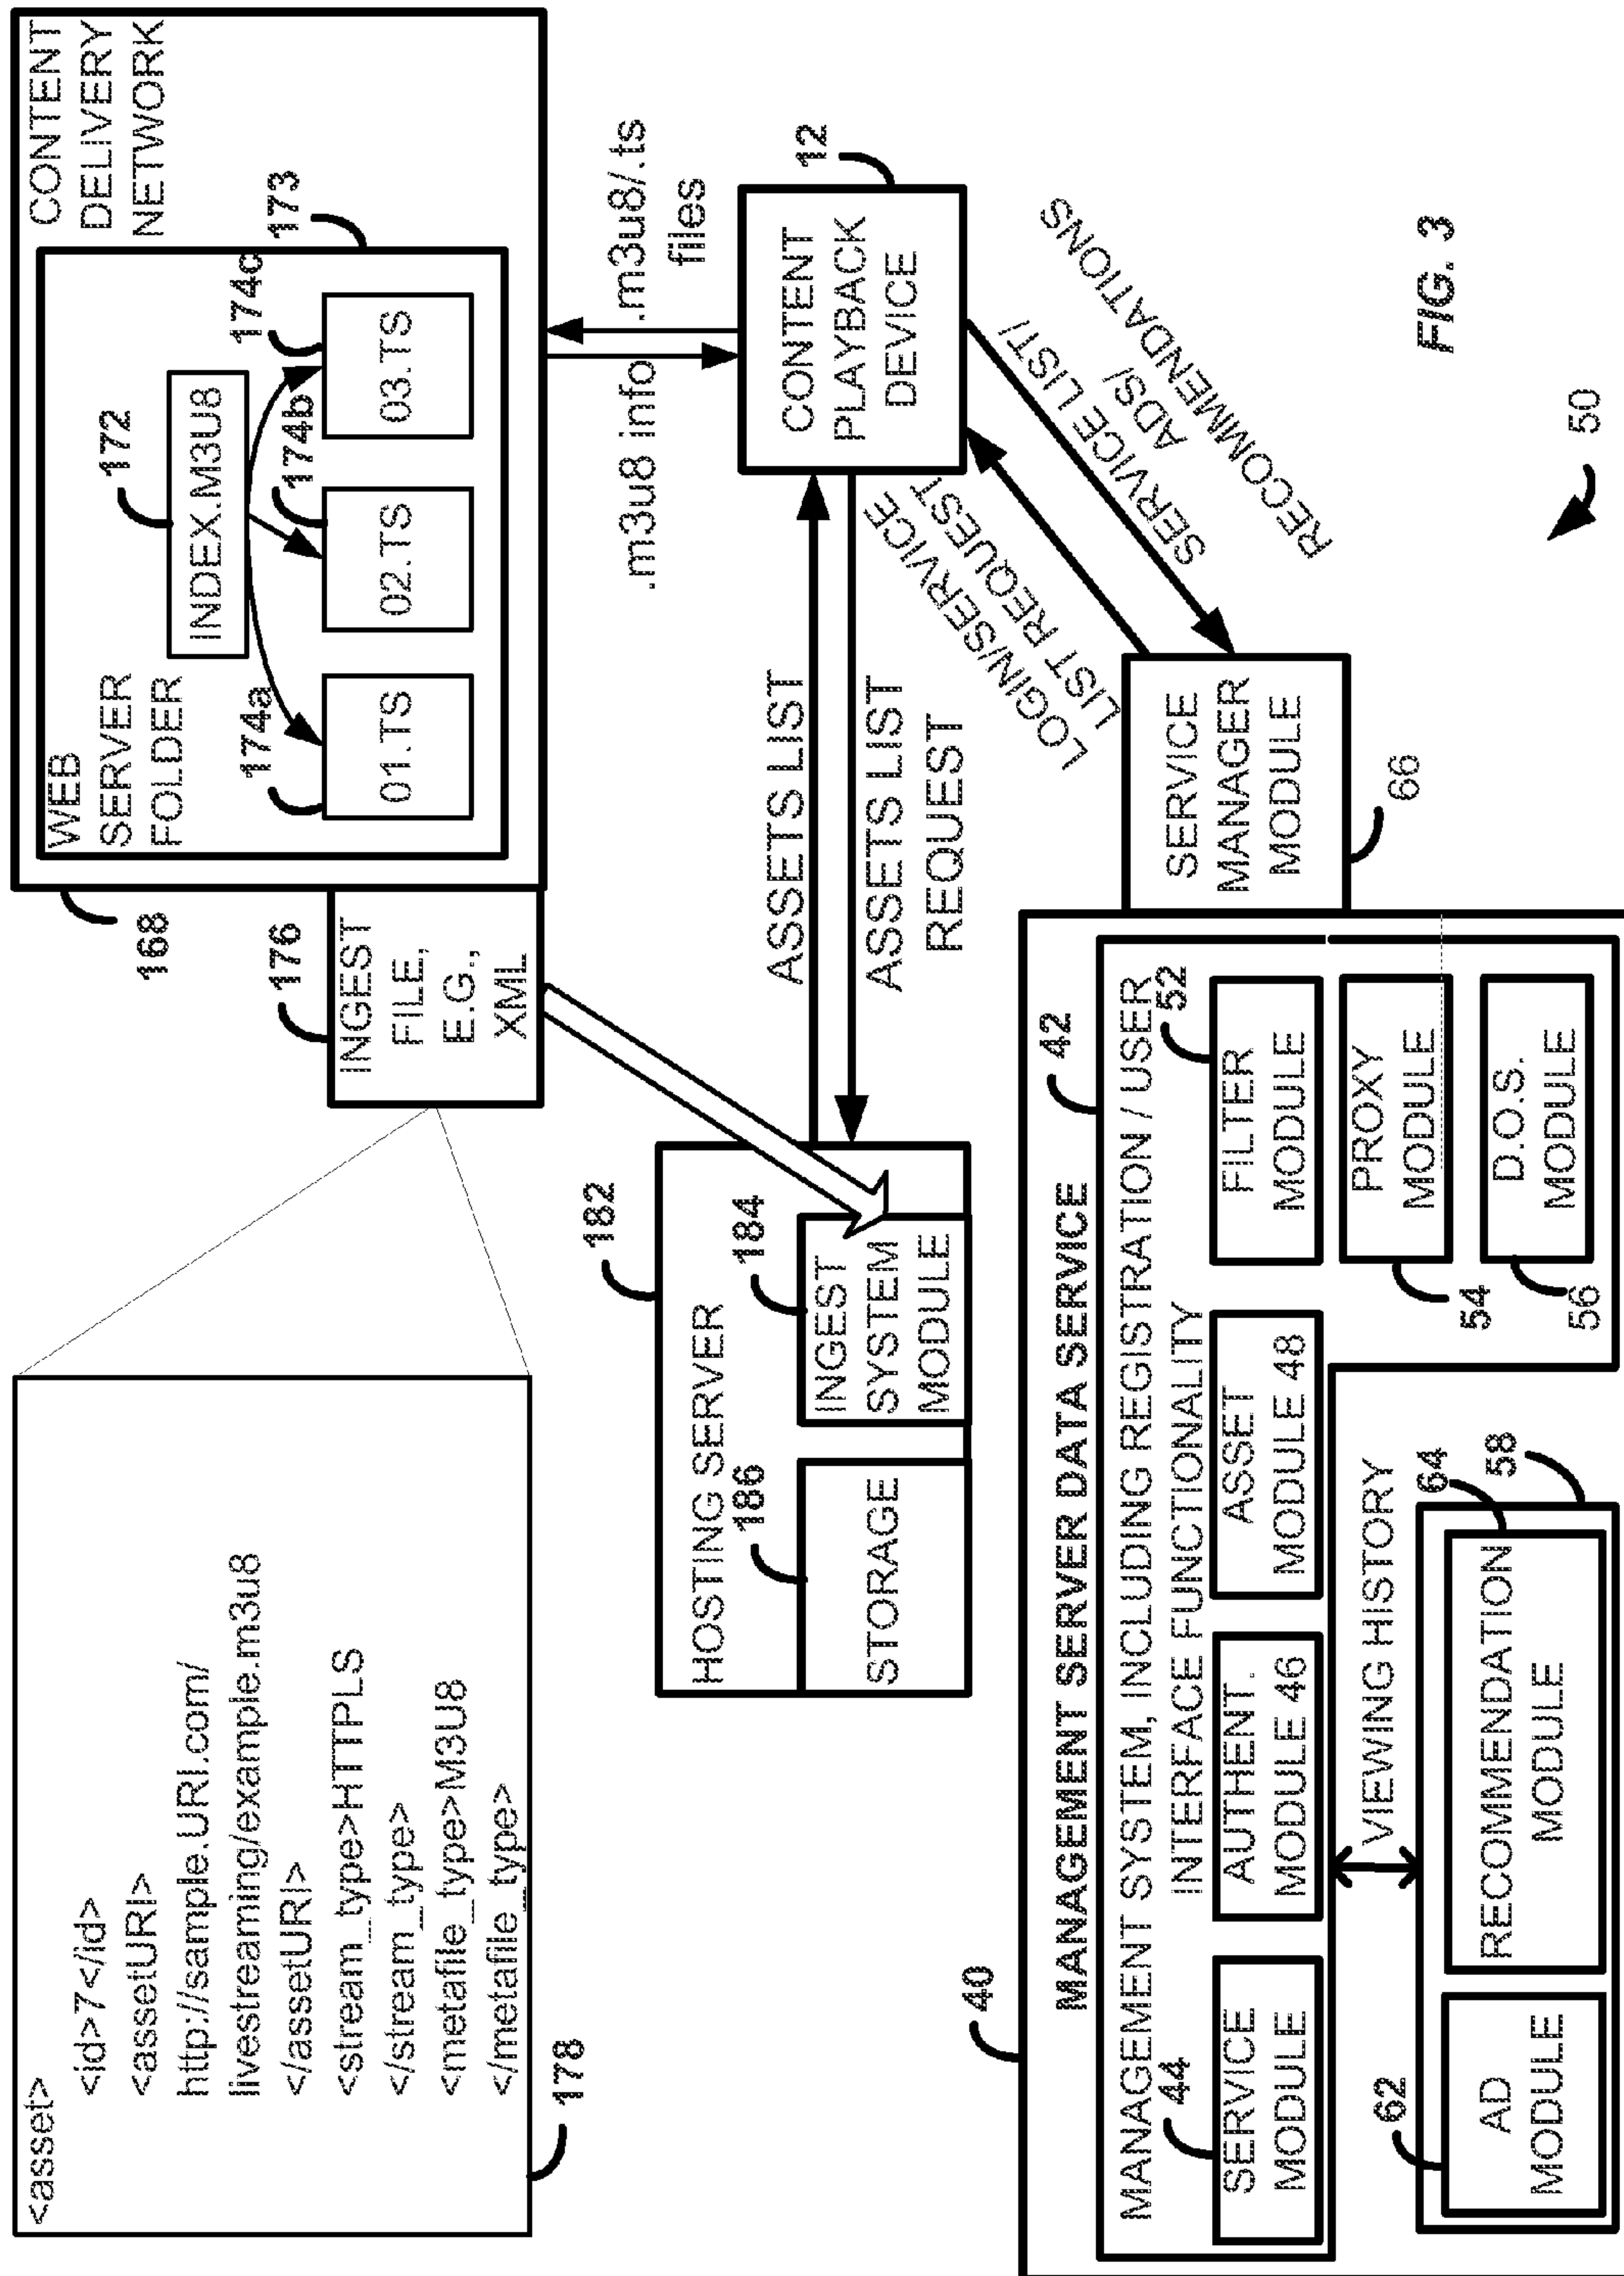 <asset>
<id>7</id>
<assetURI>
http://sample.URI.com/
livestreaming/example.m3u8
</assetURI>
<stream_type>HTTPLS
</stream_type>
<metafile_type>M3U8
</metafile_type>
178
176
INGEST
FILE,
E.G.,
XML
168
CONTENT
DELIVERY
NETWORK
WEB
SERVER
FOLDER
173
172
INDEX.M3U8
174a
174b
174c
01.TS
02.TS
03.TS
.m3u8 info
.m3u8/.ts
files
182
HOSTING SERVER
186
184
STORAGE
INGEST
SYSTEM
MODULE
ASSETS LIST
ASSETS LIST
REQUEST
12
CONTENT
PLAYBACK
DEVICE
LOGIN/SERVICE
LIST REQUEST
SERVICE LIST/
ADS/
RECOMMENDATIONS
SERVICE
MANAGER
MODULE
66
40
MANAGEMENT SERVER DATA SERVICE
42
MANAGEMENT SYSTEM, INCLUDING REGISTRATION / USER
INTERFACE FUNCTIONALITY
44
SERVICE
MODULE
AUTHENT.
MODULE 46
ASSET
MODULE 48
52
FILTER
MODULE
PROXY
MODULE
54
D.O.S.
MODULE
56
VIEWING HISTORY
62
AD
MODULE
64
RECOMMENDATION
MODULE
58
50
FIG. 3